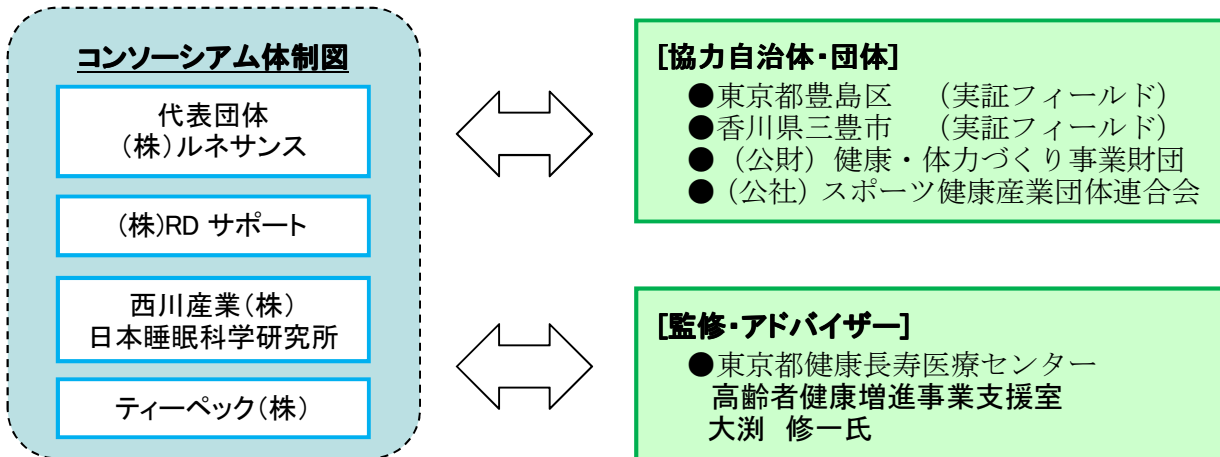 コンソーシアム体制図
代表団体
(株)ルネサンス
(株)RD サポート
西川産業(株)
日本睡眠科学研究所
ティーペック(株)
[協力自治体・団体]
●東京都豊島区 （実証フィールド）
●香川県三豊市 （実証フィールド）
●（公財）健康・体力づくり事業財団
●（公社）スポーツ健康産業団体連合会
[監修・アドバイザー]
●東京都健康長寿医療センター
高齢者健康増進事業支援室
大渕 修一氏